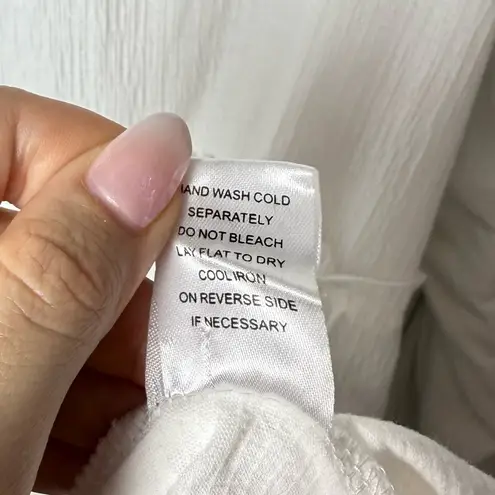 HAND WASH COLD
SEPARATELY
DO NOT BLEACH
LAY FLAT TO DRY
COOL IRON
ON REVERSE SIDE
IF NECESSARY